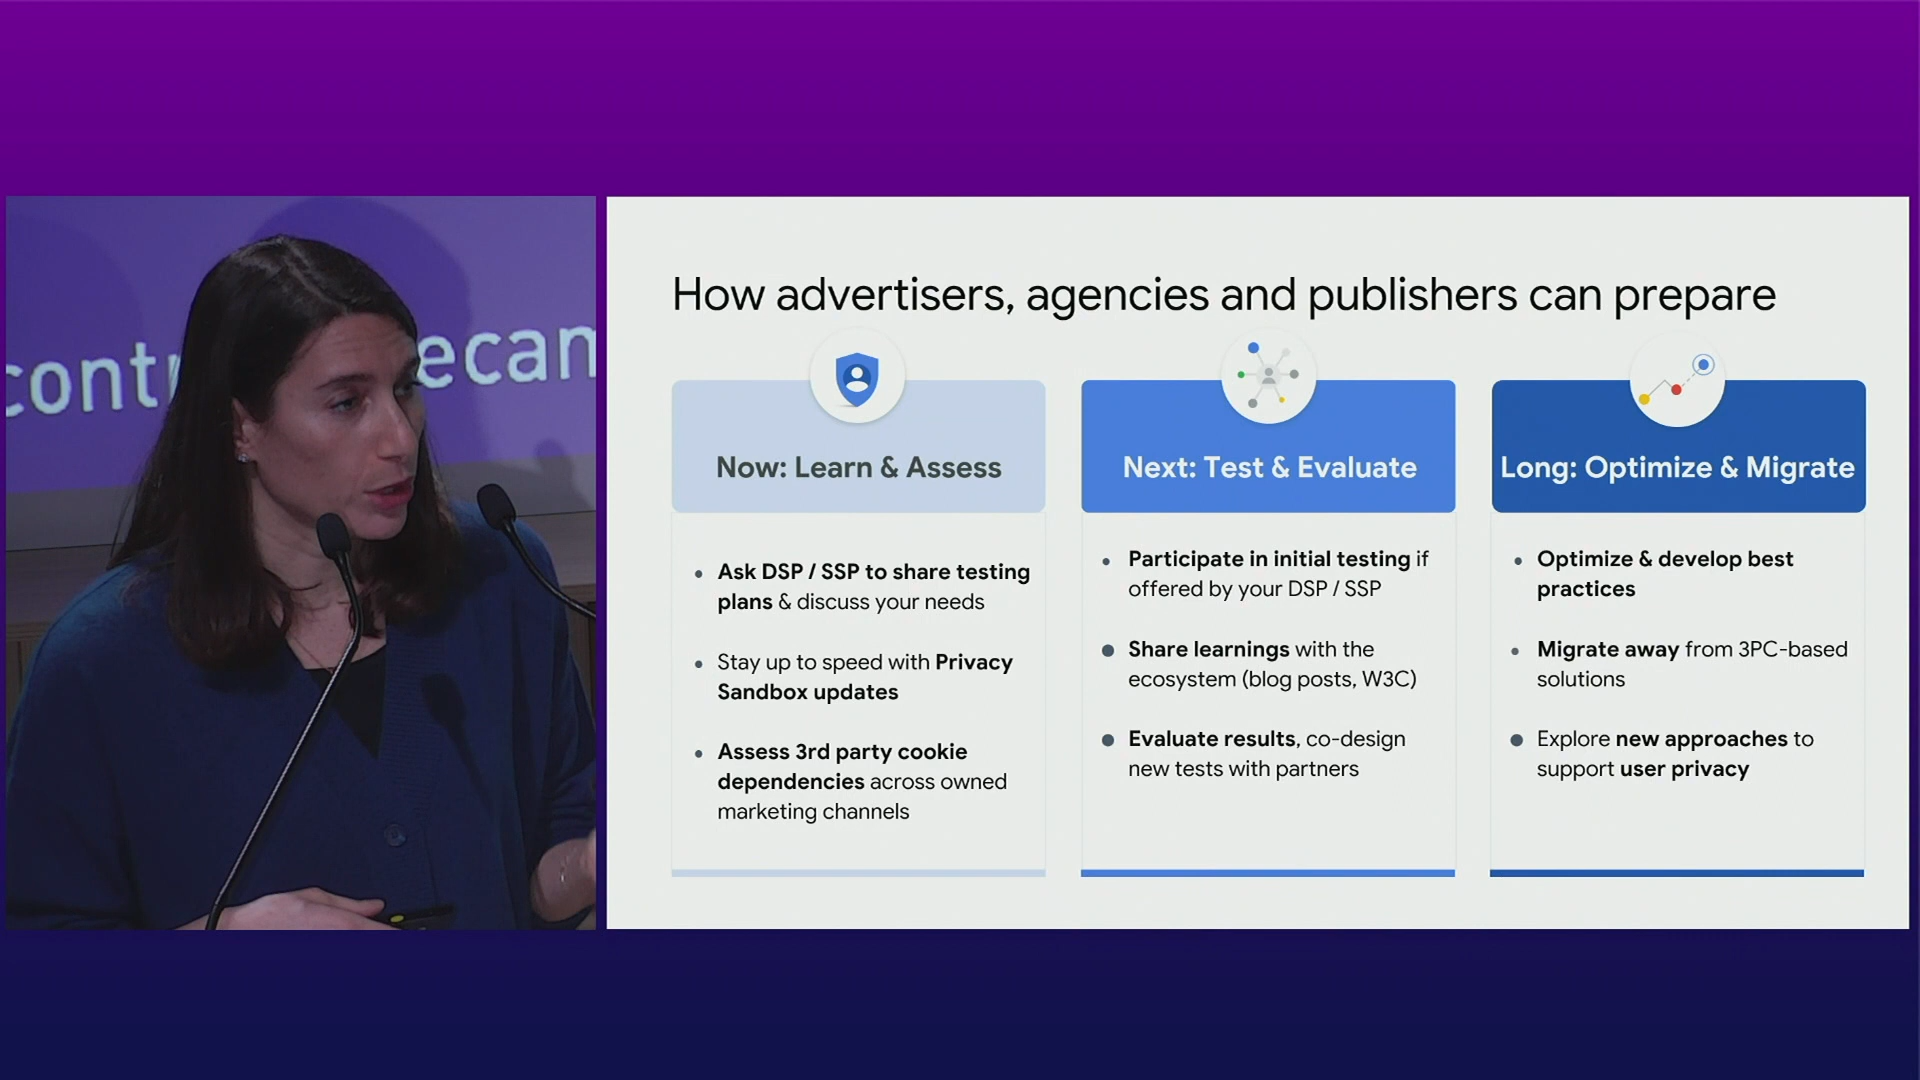 cont
ecam
How advertisers, agencies and publishers can prepare
Now: Learn & Assess
Ask DSP / SSP to share testing
plans & discuss your needs
Stay up to speed with Privacy
Sandbox updates
Assess 3rd party cookie
dependencies across owned
marketing channels
Next: Test & Evaluate
Participate in initial testing if
offered by your DSP / SSP
Share learnings with the
ecosystem (blog posts, W3C)
Evaluate results, co-design
new tests with partners
Long: Optimize & Migrate
Optimize & develop best
practices
Migrate away from 3PC-based
solutions
Explore new approaches to
support user privacy